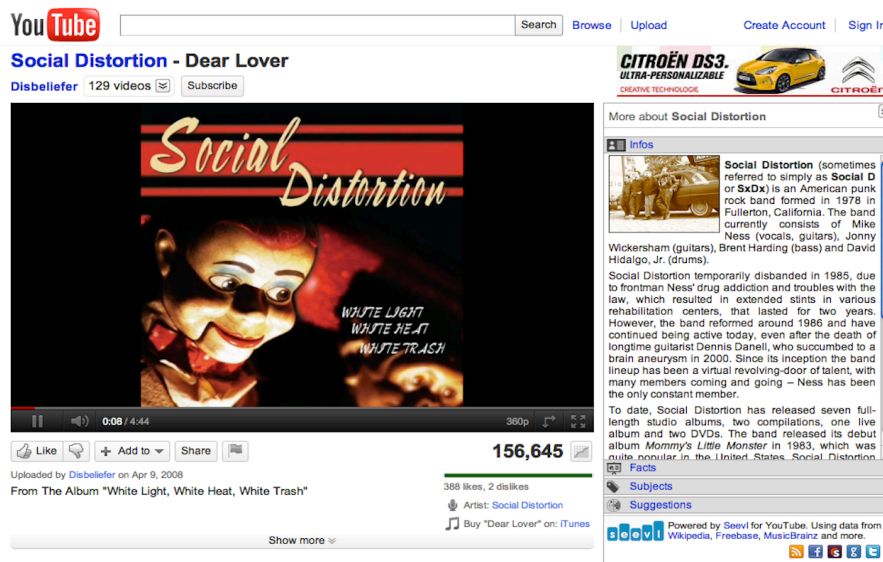 YouTube
Search
Browse
Upload
Create Account
Sign In
Social Distortion - Dear Lover
Disbeliefer
129 videos
Subscribe
CITROËN DS3.
ULTRA-PERSONALIZABLE
CREATIVE TECHNOLOGIE
CITROËN
Social
Distortion
WHITE LIGHT
WHITE HEAT
WHITE TRASH
0:08 / 4:44
360p
Like
Add to
Share
156,645
Uploaded by Disbeliefer on Apr 9, 2008
From The Album "White Light, White Heat, White Trash"
388 likes, 2 dislikes
Artist: Social Distortion
Buy "Dear Lover" on: iTunes
Show more
More about Social Distortion
Infos
Social Distortion (sometimes
referred to simply as Social D
or SxDx) is an American punk
rock band formed in 1978 in
Fullerton, California. The band
currently consists of Mike
Ness (vocals, guitars), Jonny
Wickersham (guitars), Brent Harding (bass) and David
Hidalgo, Jr. (drums).
Social Distortion temporarily disbanded in 1985, due
to frontman Ness' drug addiction and troubles with the
law, which resulted in extended stints in various
rehabilitation centers, that lasted for two years.
However, the band reformed around 1986 and have
continued being active today, even after the death of
longtime guitarist Dennis Danell, who succumbed to a
brain aneurysm in 2000. Since its inception the band
lineup has been a virtual revolving-door of talent, with
many members coming and going – Ness has been
the only constant member.
To date, Social Distortion has released seven full-
length studio albums, two compilations, one live
album and two DVDs. The band released its debut
album Mommy's Little Monster in 1983, which was
quite popular in the United States. Social Distortion
Facts
Subjects
Suggestions
seevl
Powered by Seevl for YouTube. Using data from
Wikipedia, Freebase, MusicBrainz and more.